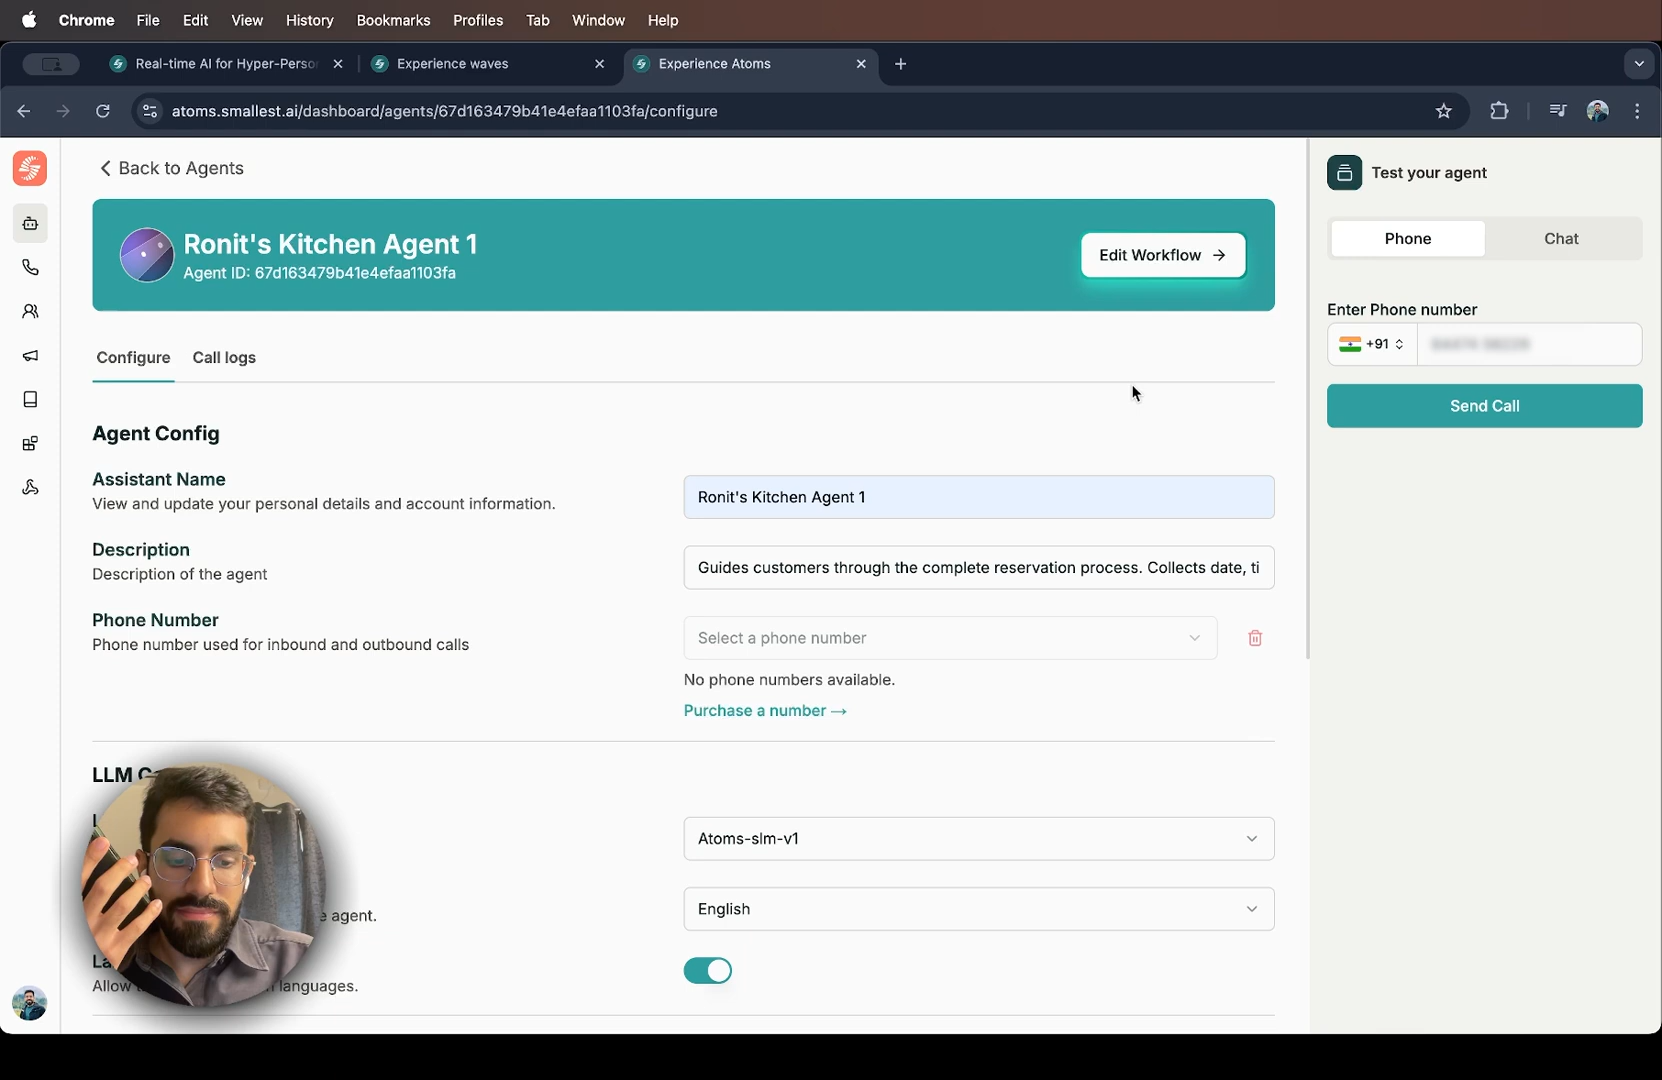 Chrome File Edit View History Bookmarks Profiles Tab Window Help
Real-time AI for Hyper-Perso
Experience waves
Experience Atoms
atoms.smallest.ai/dashboard/agents/67d163479b41e4efaa1103fa/configure
Back to Agents
Ronit's Kitchen Agent 1
Agent ID: 67d163479b41e4efaa1103fa
Edit Workflow →
Configure Call logs
Agent Config
Assistant Name
View and update your personal details and account information.
Ronit's Kitchen Agent 1
Description
Description of the agent
Guides customers through the complete reservation process. Collects date, ti
Phone Number
Phone number used for inbound and outbound calls
Select a phone number
No phone numbers available.
Purchase a number →
LLM
Atoms-slm-v1
agent.
English
Allow
languages.
Test your agent
Phone Chat
Enter Phone number
+91
Send Call